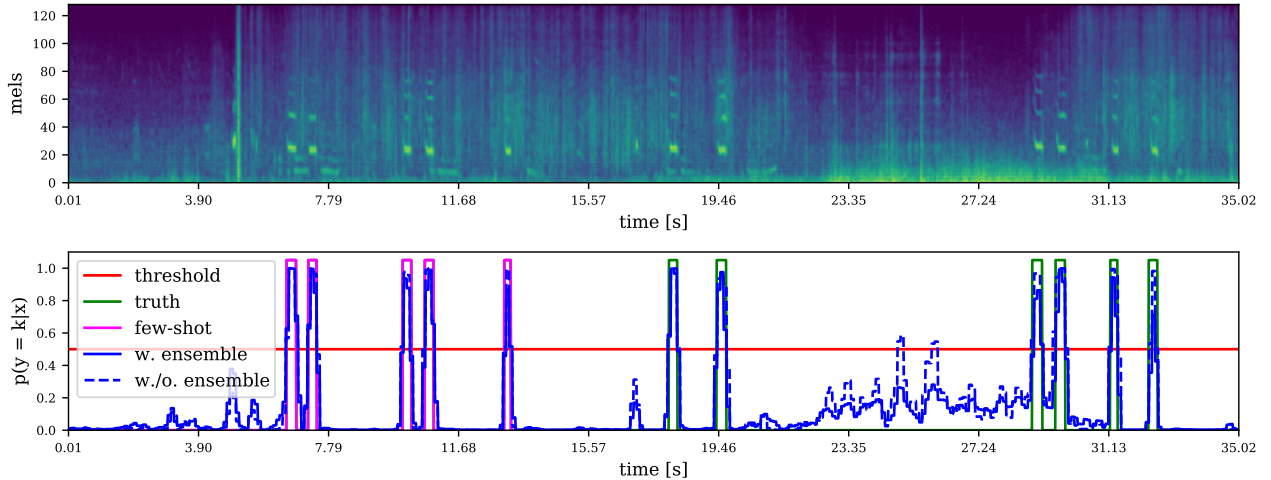 mels
120
100
80
60
40
20
0
0.01 3.90 7.79 11.68 15.57 19.46 23.35 27.24 31.13 35.02
time [s]
p(y = k|x)
1.0
0.8
0.6
0.4
0.2
0.0
threshold
truth
few-shot
w. ensemble
w./o. ensemble
0.01 3.90 7.79 11.68 15.57 19.46 23.35 27.24 31.13 35.02
time [s]